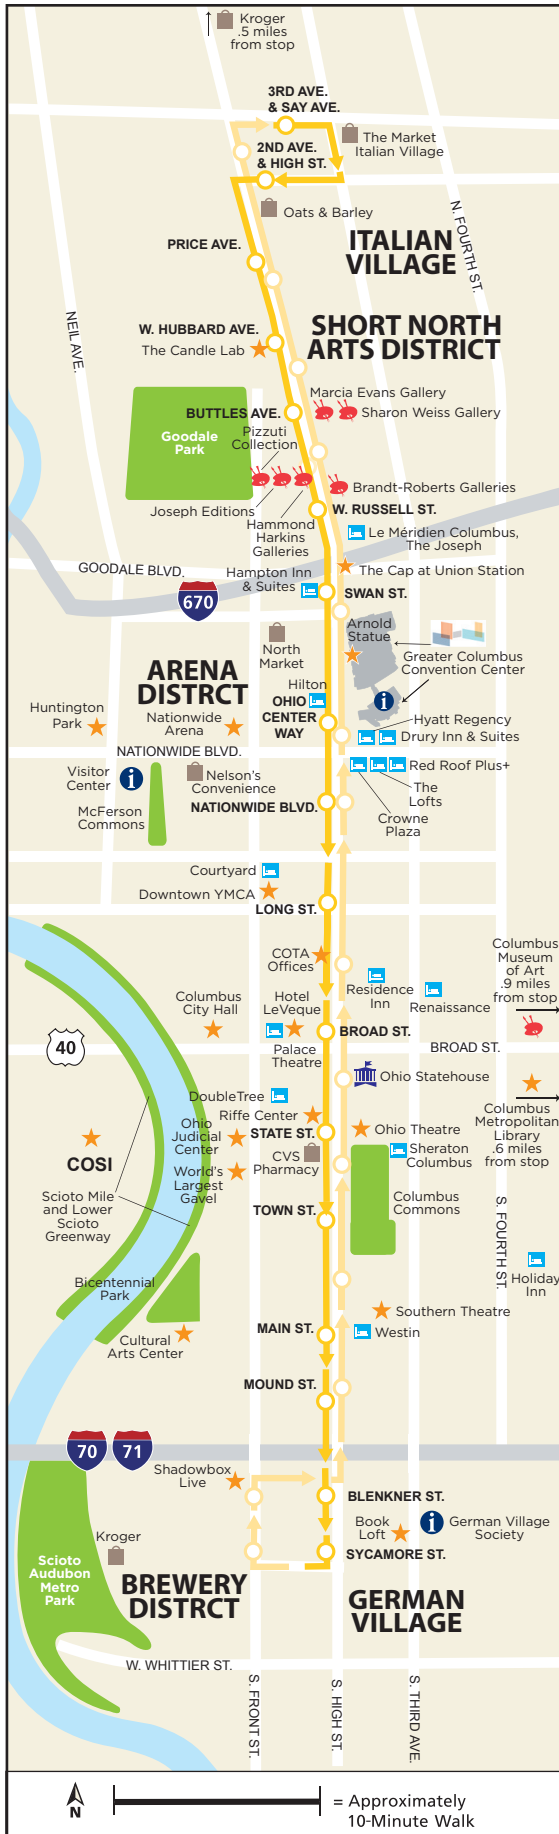 Kroger
.5 miles
from stop
3RD AVE.
& SAY AVE.
The Market
Italian Village
2ND AVE.
& HIGH ST.
Oats & Barley
N. FOURTH ST.
ITALIAN
VILLAGE
PRICE AVE.
NEIL AVE.
W. HUBBARD AVE.
The Candle Lab
SHORT NORTH
ARTS DISTRICT
Marcia Evans Gallery
BUTTLES AVE.
Sharon Weiss Gallery
Goodale
Park
Pizzuti
Collection
Brandt-Roberts Galleries
Joseph Editions
W. RUSSELL ST.
Hammond
Harkins
Galleries
Le Méridien Columbus,
The Joseph
GOODALE BLVD.
Hampton Inn
& Suites
The Cap at Union Station
SWAN ST.
670
Arnold
Statue
North
Market
Greater Columbus
Convention Center
ARENA
DISTRCT
Hilton
OHIO
CENTER
WAY
i
Huntington
Park
Nationwide
Arena
Hyatt Regency
Drury Inn & Suites
NATIONWIDE BLVD.
Red Roof Plus+
Visitor
Center
i
Nelson's
Convenience
The
Lofts
McFerson
Commons
NATIONWIDE BLVD.
Crowne
Plaza
Courtyard
Downtown YMCA
LONG ST.
COTA
Offices
Columbus
Museum
of Art
.9 miles
from stop
Residence
Inn
Renaissance
Columbus
City Hall
Hotel
LeVeque
BROAD ST.
40
Palace
Theatre
BROAD ST.
Ohio Statehouse
DoubleTree
Riffe Center
Columbus
Metropolitan
Library
.6 miles
from stop
Ohio
Judicial
Center
STATE ST.
Ohio Theatre
COSI
CVS
Pharmacy
Sheraton
Columbus
World's
Largest
Gavel
Scioto Mile
and Lower
Scioto
Greenway
TOWN ST.
Columbus
Commons
S. FOURTH ST.
Bicentennial
Park
Holiday
Inn
Southern Theatre
Cultural
Arts Center
MAIN ST.
Westin
MOUND ST.
70
71
Shadowbox
Live
BLENKNER ST.
Book
Loft
i
German Village
Society
Kroger
SYCAMORE ST.
Scioto
Audubon
Metro
Park
BREWERY
DISTRCT
GERMAN
VILLAGE
W. WHITTIER ST.
S. FRONT ST.
S. HIGH ST.
S. THIRD AVE.
N
= Approximately
10-Minute Walk